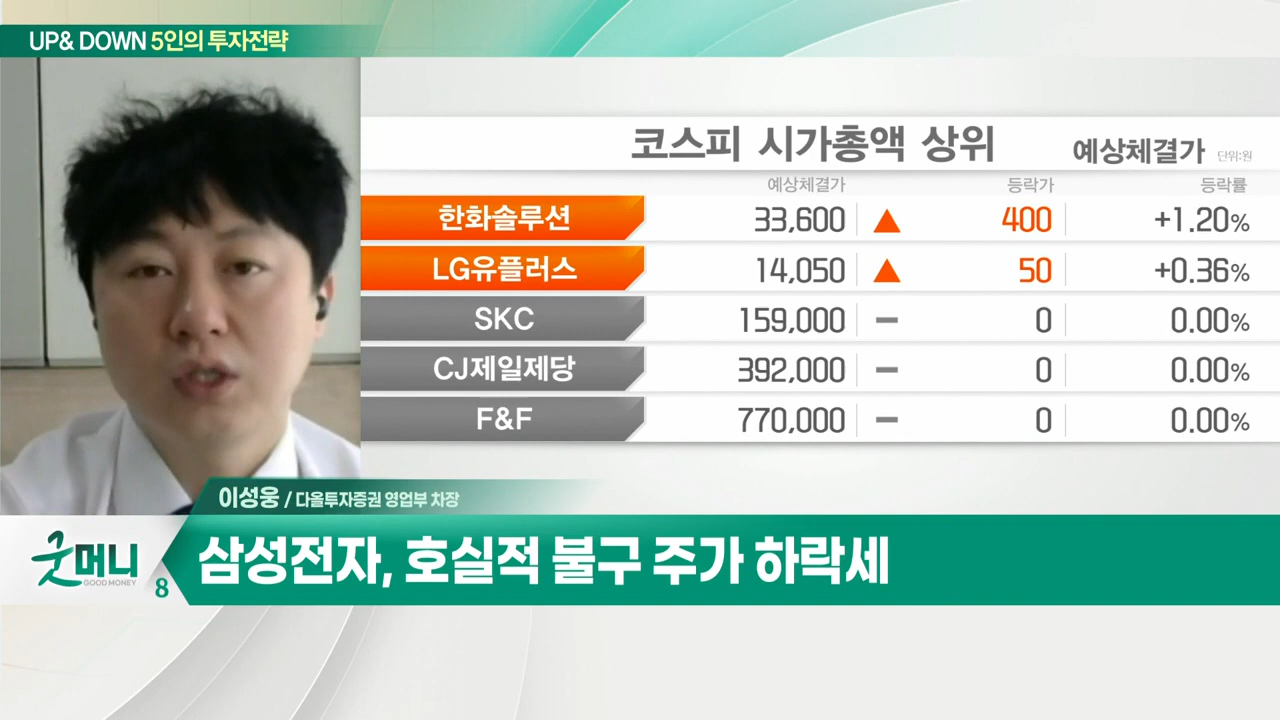 UP& DOWN 5인의 투자전략
코스피 시가총액 상위 예상체결가 단위:원
예상체결가 등락가 등락률
한화솔루션 33,600 ▲ 400 +1.20%
LG유플러스 14,050 ▲ 50 +0.36%
SKC 159,000 - 0 0.00%
CJ제일제당 392,000 - 0 0.00%
F&F 770,000 - 0 0.00%
이성웅 / 다올투자증권 영업부 차장
굿머니
GOOD MONEY
8
삼성전자, 호실적 불구 주가 하락세